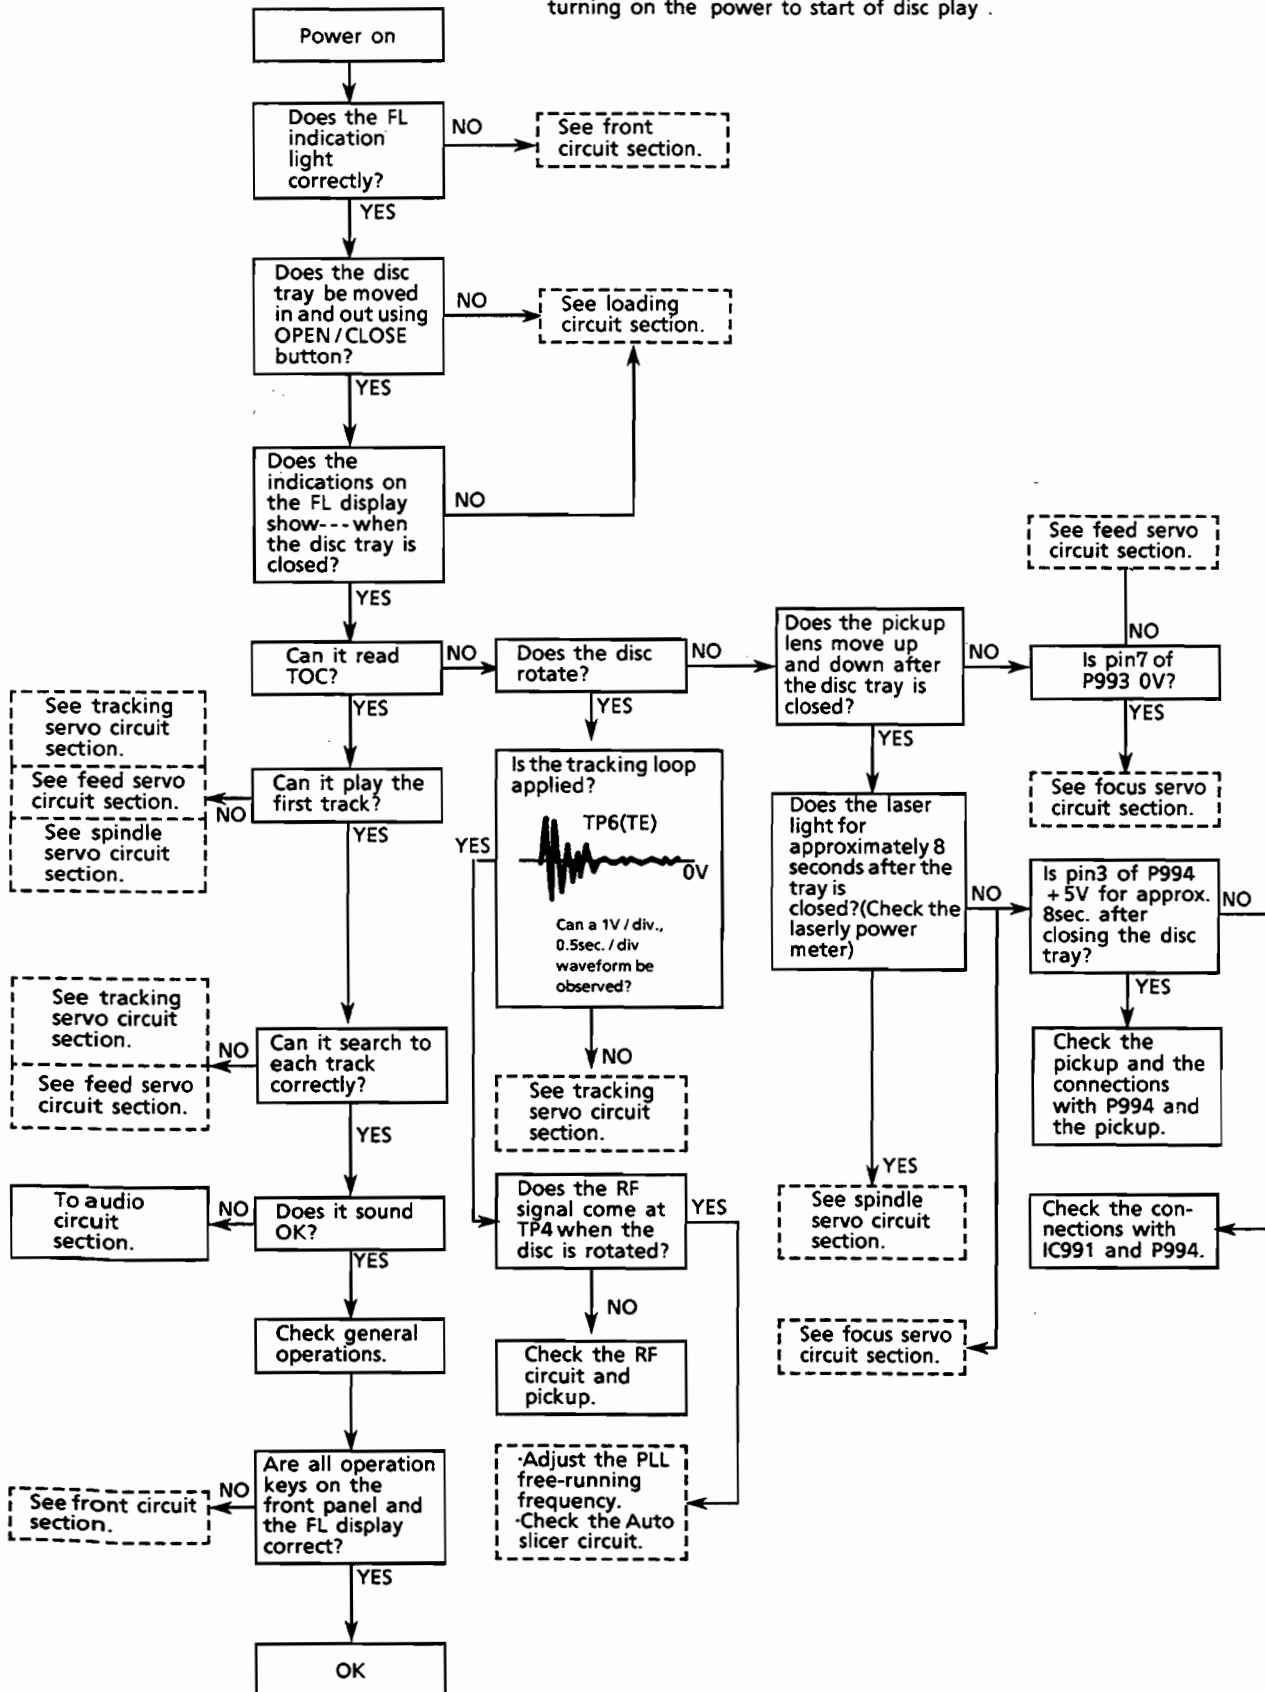 turning on the power to start of disc play .
Power on
Does the FL
indication
light
correctly?
NO
See front
circuit section.
YES
Does the disc
tray be moved
in and out using
OPEN/CLOSE
button?
NO
See loading
circuit section.
YES
Does the
indications on
the FL display
show---when
the disc tray is
closed?
NO
YES
Can it read
TOC?
NO
Does the disc
rotate?
NO
Does the pickup
lens move up
and down after
the disc tray is
closed?
NO
Is pin7 of
P993 0V?
NO
See feed servo
circuit section.
YES
See focus servo
circuit section.
YES
Can it play the
first track?
NO
See tracking
servo circuit
section.
See feed servo
circuit section.
See spindle
servo circuit
section.
YES
YES
Is the tracking loop
applied?
TP6(TE)
0V
Can a 1V/div.,
0.5sec./div
waveform be
observed?
YES
NO
See tracking
servo circuit
section.
YES
Does the laser
light for
approximately 8
seconds after the
tray is
closed?(Check the
laserly power
meter)
NO
Is pin3 of P994
+5V for approx.
8sec. after
closing the disc
tray?
NO
YES
Check the
pickup and the
connections
with P994 and
the pickup.
Check the con-
nections with
IC991 and P994.
YES
See spindle
servo circuit
section.
See focus servo
circuit section.
Can it search to
each track
correctly?
NO
See tracking
servo circuit
section.
See feed servo
circuit section.
YES
Does it sound
OK?
NO
To audio
circuit
section.
YES
Does the RF
signal come at
TP4 when the
disc is rotated?
YES
NO
Check the RF
circuit and
pickup.
·Adjust the PLL
free-running
frequency.
·Check the Auto
slicer circuit.
Check general
operations.
Are all operation
keys on the
front panel and
the FL display
correct?
NO
See front circuit
section.
YES
OK